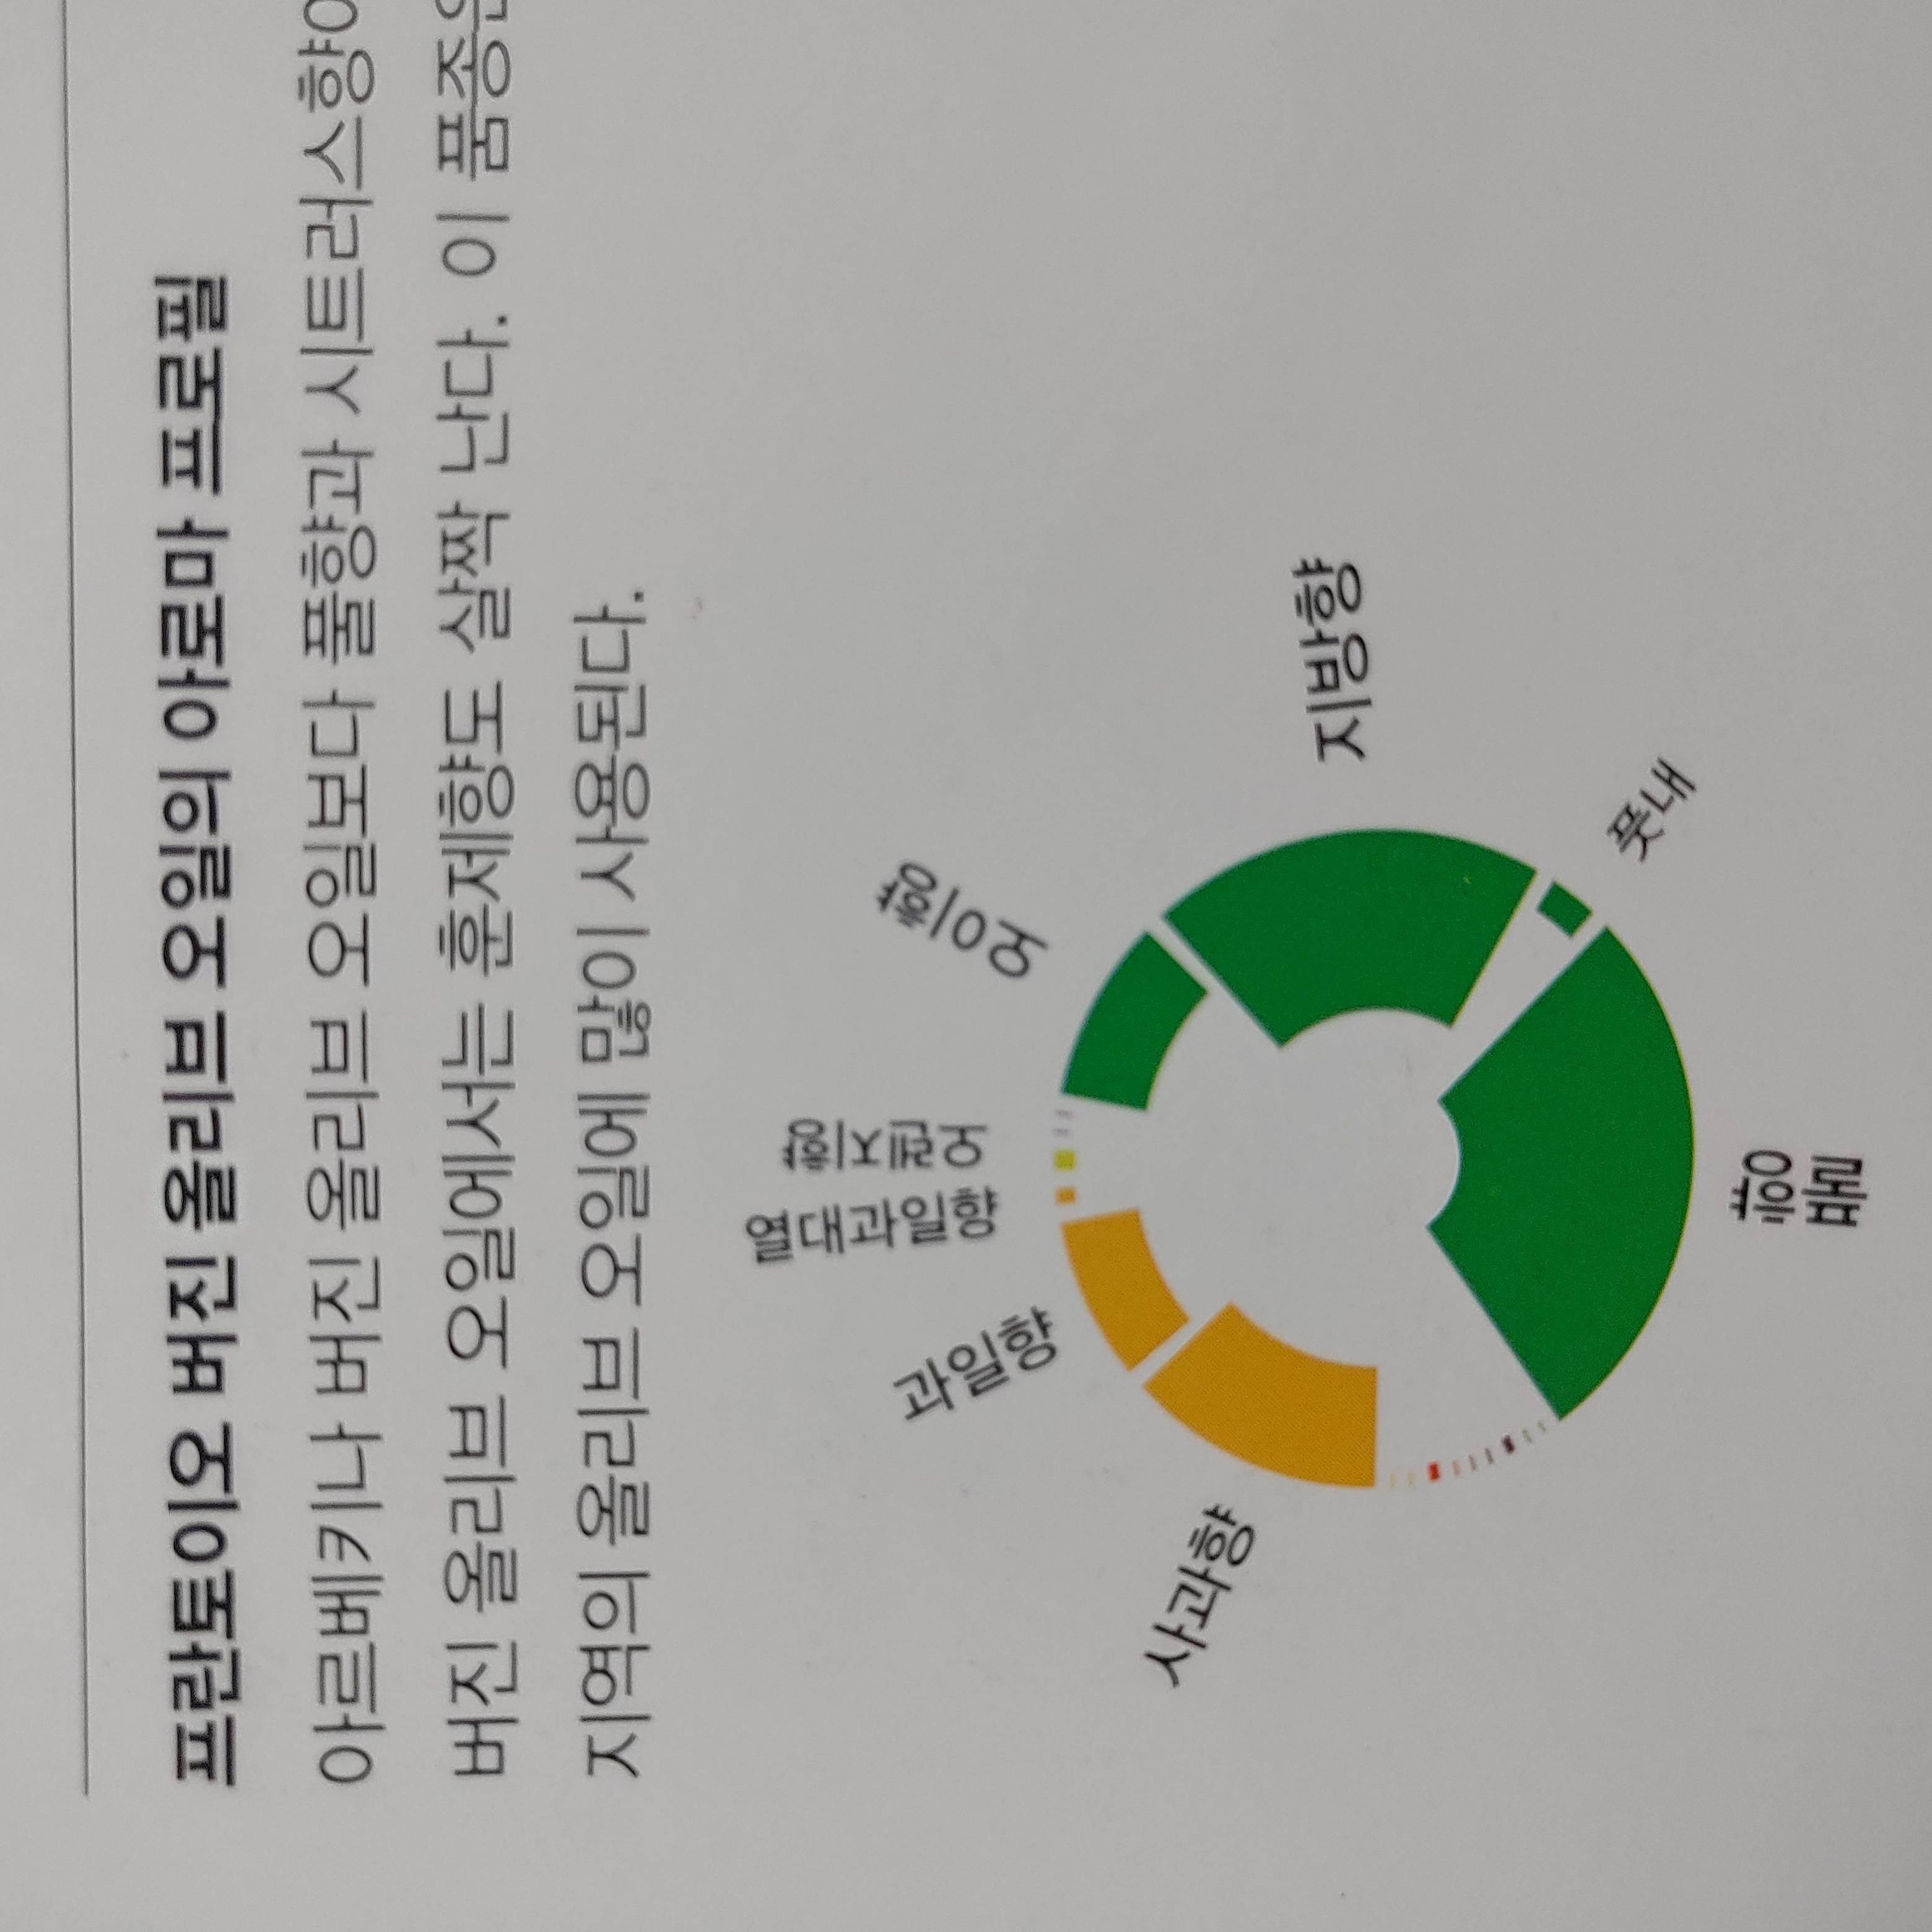 프란토이오 버진 올리브 오일의 아로마 프로필
아르베키나 버진 올리브 오일보다 풀향과 시트러스향이
버진 올리브 오일에서는 훈제향도 살짝 난다. 이 품종은
지역의 올리브 오일에 많이 사용된다.
열대과일향
오렌지향
과일향
오이향
사과향
지방향
풋내
풀향